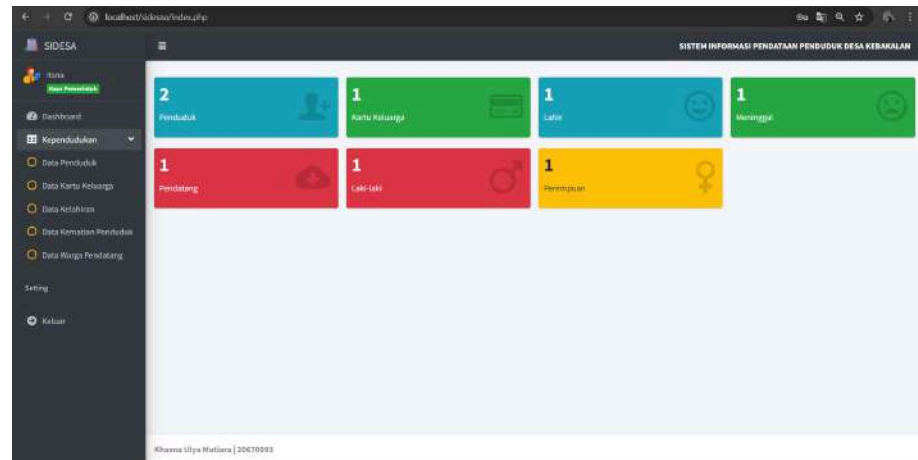 localhost/sidesao/index.php
SIDESA
SISTEM INFORMASI PENDATAAN PENDUDUK DESA KEBAKALAN
Kaur Pemerintah
Dashboard
Kependudukan
Data Penduduk
Data Kartu Keluarga
Data Kelahiran
Data Kematian Penduduk
Data Warga Pendatang
Setting
Keluar
2
Penduduk
1
Kartu Keluarga
1
Lahir
1
Meninggal
1
Pendatang
1
Laki-laki
1
Perempuan
Khasna Ulya Mutiara | 20670093